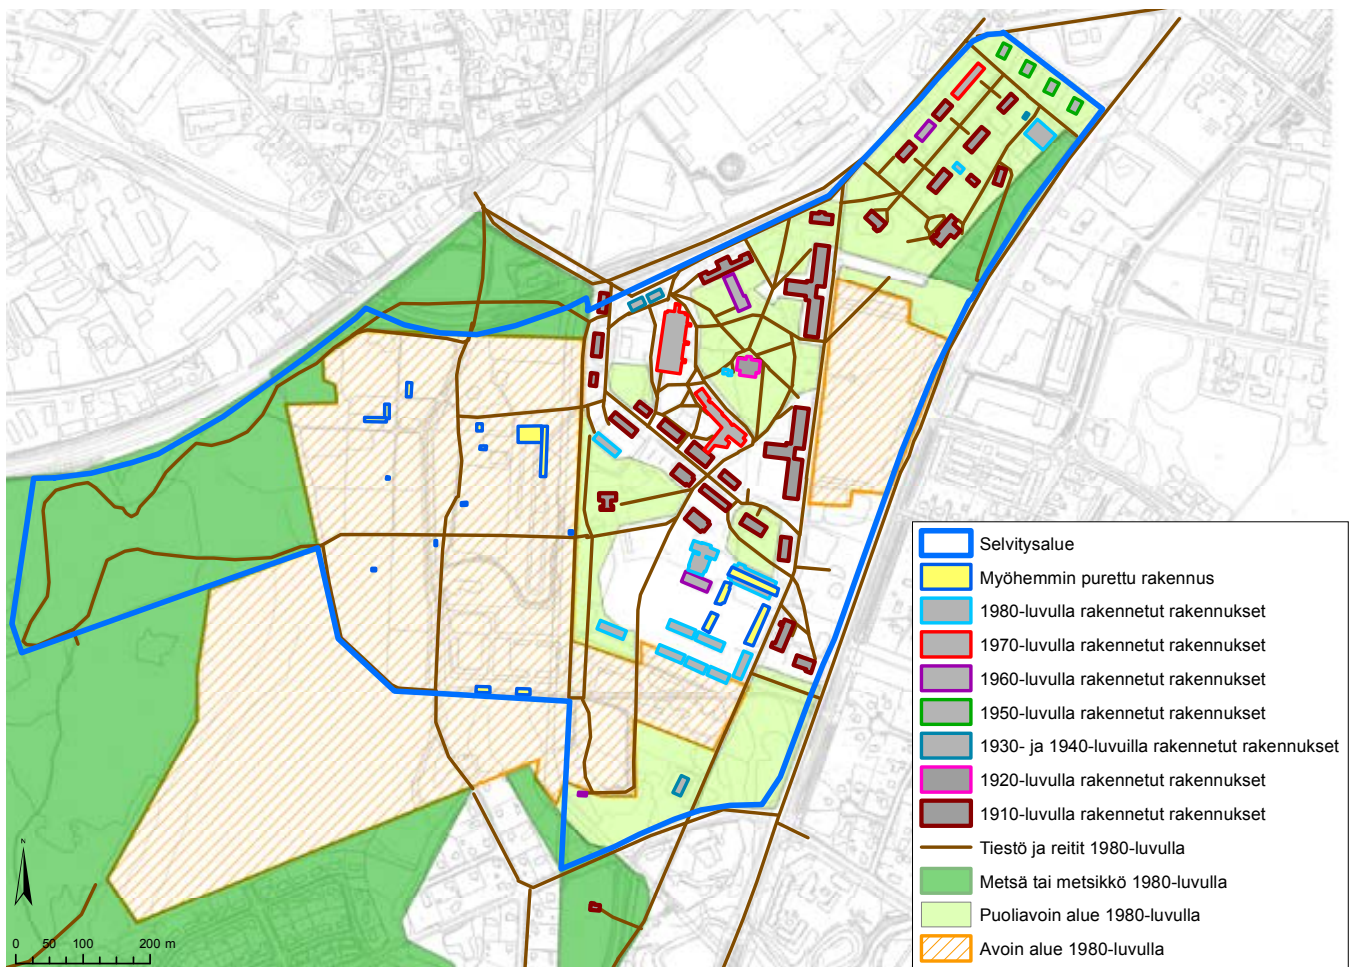 Selvitysalue
Myöhemmin purettu rakennus
1980-luvulla rakennetut rakennukset
1970-luvulla rakennetut rakennukset
1960-luvulla rakennetut rakennukset
1950-luvulla rakennetut rakennukset
1930- ja 1940-luvuilla rakennetut rakennukset
1920-luvulla rakennetut rakennukset
1910-luvulla rakennetut rakennukset
Tiestö ja reitit 1980-luvulla
Metsä tai metsikkö 1980-luvulla
Puoliavoin alue 1980-luvulla
Avoin alue 1980-luvulla
N
0 50 100 200 m